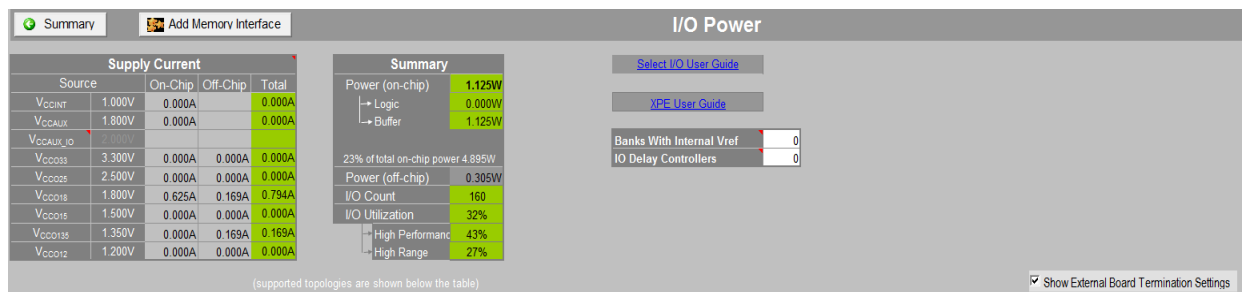 Summary
Add Memory Interface
I/O Power
Supply Current
Source On-Chip Off-Chip Total
VCCINT 1.000V 0.000A 0.000A
VCCAUX 1.800V 0.000A 0.000A
VCCAUX_IO 2.000V
VCCO33 3.300V 0.000A 0.000A 0.000A
VCCO25 2.500V 0.000A 0.000A 0.000A
VCCO18 1.800V 0.625A 0.169A 0.794A
VCCO15 1.500V 0.000A 0.000A 0.000A
VCCO135 1.350V 0.000A 0.169A 0.169A
VCCO12 1.200V 0.000A 0.000A 0.000A
Summary
Power (on-chip) 1.125W
Logic 0.000W
Buffer 1.125W
23% of total on-chip power 4.895W
Power (off-chip) 0.305W
I/O Count 160
I/O Utilization 32%
High Performanc 43%
High Range 27%
Select I/O User Guide
XPE User Guide
Banks With Internal Vref 0
IO Delay Controllers 0
(supported topologies are shown below the table)
Show External Board Termination Settings